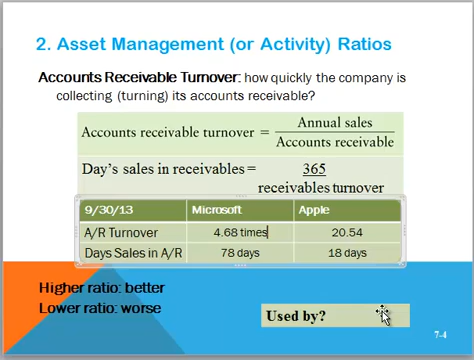 2. Asset Management (or Activity) Ratios
Accounts Receivable Turnover: how quickly the company is
collecting (turning) its accounts receivable?
Accounts receivable turnover = Annual sales
Accounts receivable
Day's sales in receivables = 365
receivables turnover
9/30/13 Microsoft Apple
A/R Turnover 4.68 times 20.54
Days Sales in A/R 78 days 18 days
Higher ratio: better
Lower ratio: worse
Used by?
7-4